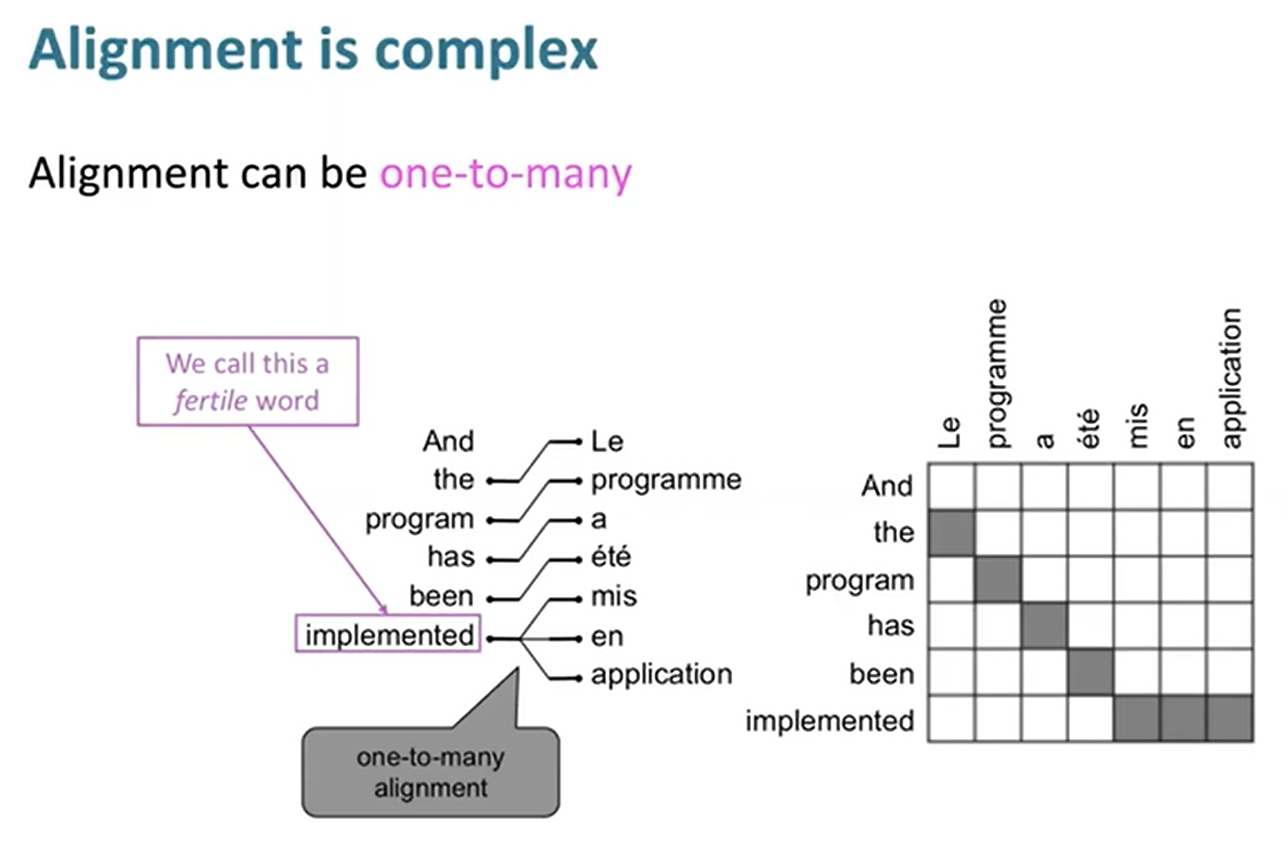 Alignment is complex
Alignment can be one-to-many
We call this a
fertile word
And
the
program
has
been
implemented
Le
programme
a
été
mis
en
application
one-to-many
alignment
Le
programme
a
été
mis
en
application
And
the
program
has
been
implemented